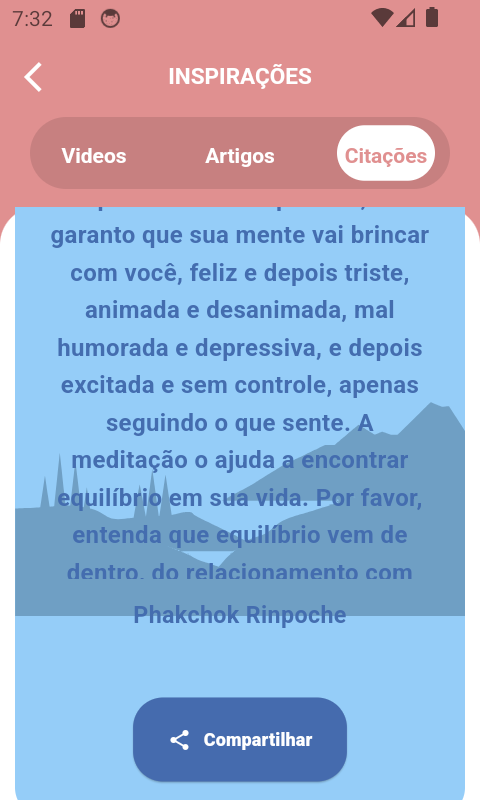 7:32
INSPIRAÇÕES
Videos
Artigos
Citações
garanto que sua mente vai brincar
com você, feliz e depois triste,
animada e desanimada, mal
humorada e depressiva, e depois
excitada e sem controle, apenas
seguindo o que sente. A
meditação o ajuda a encontrar
equilíbrio em sua vida. Por favor,
entenda que equilíbrio vem de
dentro, do relacionamento com
Phakchok Rinpoche
Compartilhar